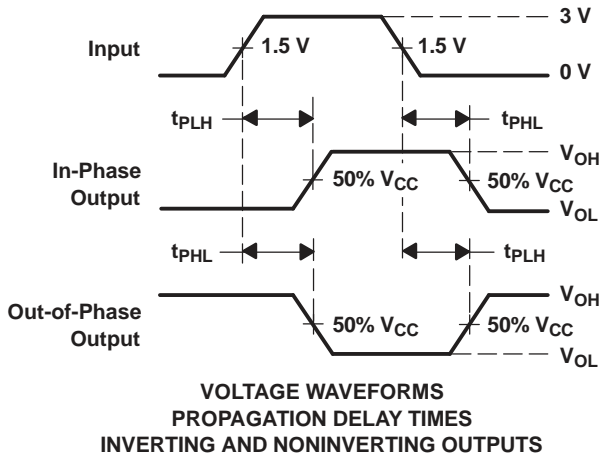 3 V
Input
1.5 V
1.5 V
0 V
tPLH
tPHL
VOH
In-Phase
Output
50% VCC
50% VCC
VOL
tPHL
tPLH
VOH
Out-of-Phase
Output
50% VCC
50% VCC
VOL
VOLTAGE WAVEFORMS
PROPAGATION DELAY TIMES
INVERTING AND NONINVERTING OUTPUTS